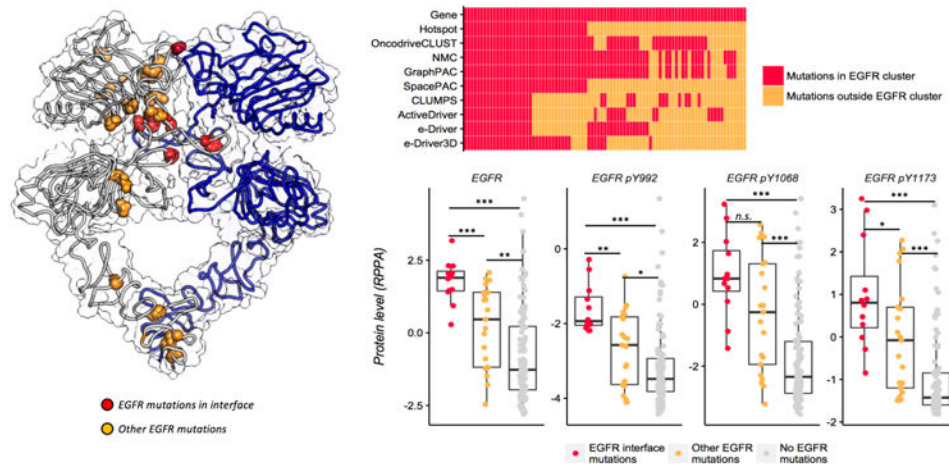 Gene
Hotspot
OncodriveCLUST
NMC
GraphPAC
SpacePAC
CLUMPS
ActiveDriver
e-Driver
e-Driver3D
Mutations in EGFR cluster
Mutations outside EGFR cluster
EGFR mutations in interface
Other EGFR mutations
Protein level (RPPA)
EGFR
***
***
**
2.5
0.0
-2.5
EGFR pY992
***
**
*
0
-2
-4
EGFR pY1068
***
n.s.
***
2
0
-2
EGFR pY1173
***
*
***
3
2
1
0
-1
-2
EGFR interface
mutations
Other EGFR
mutations
No EGFR
mutations